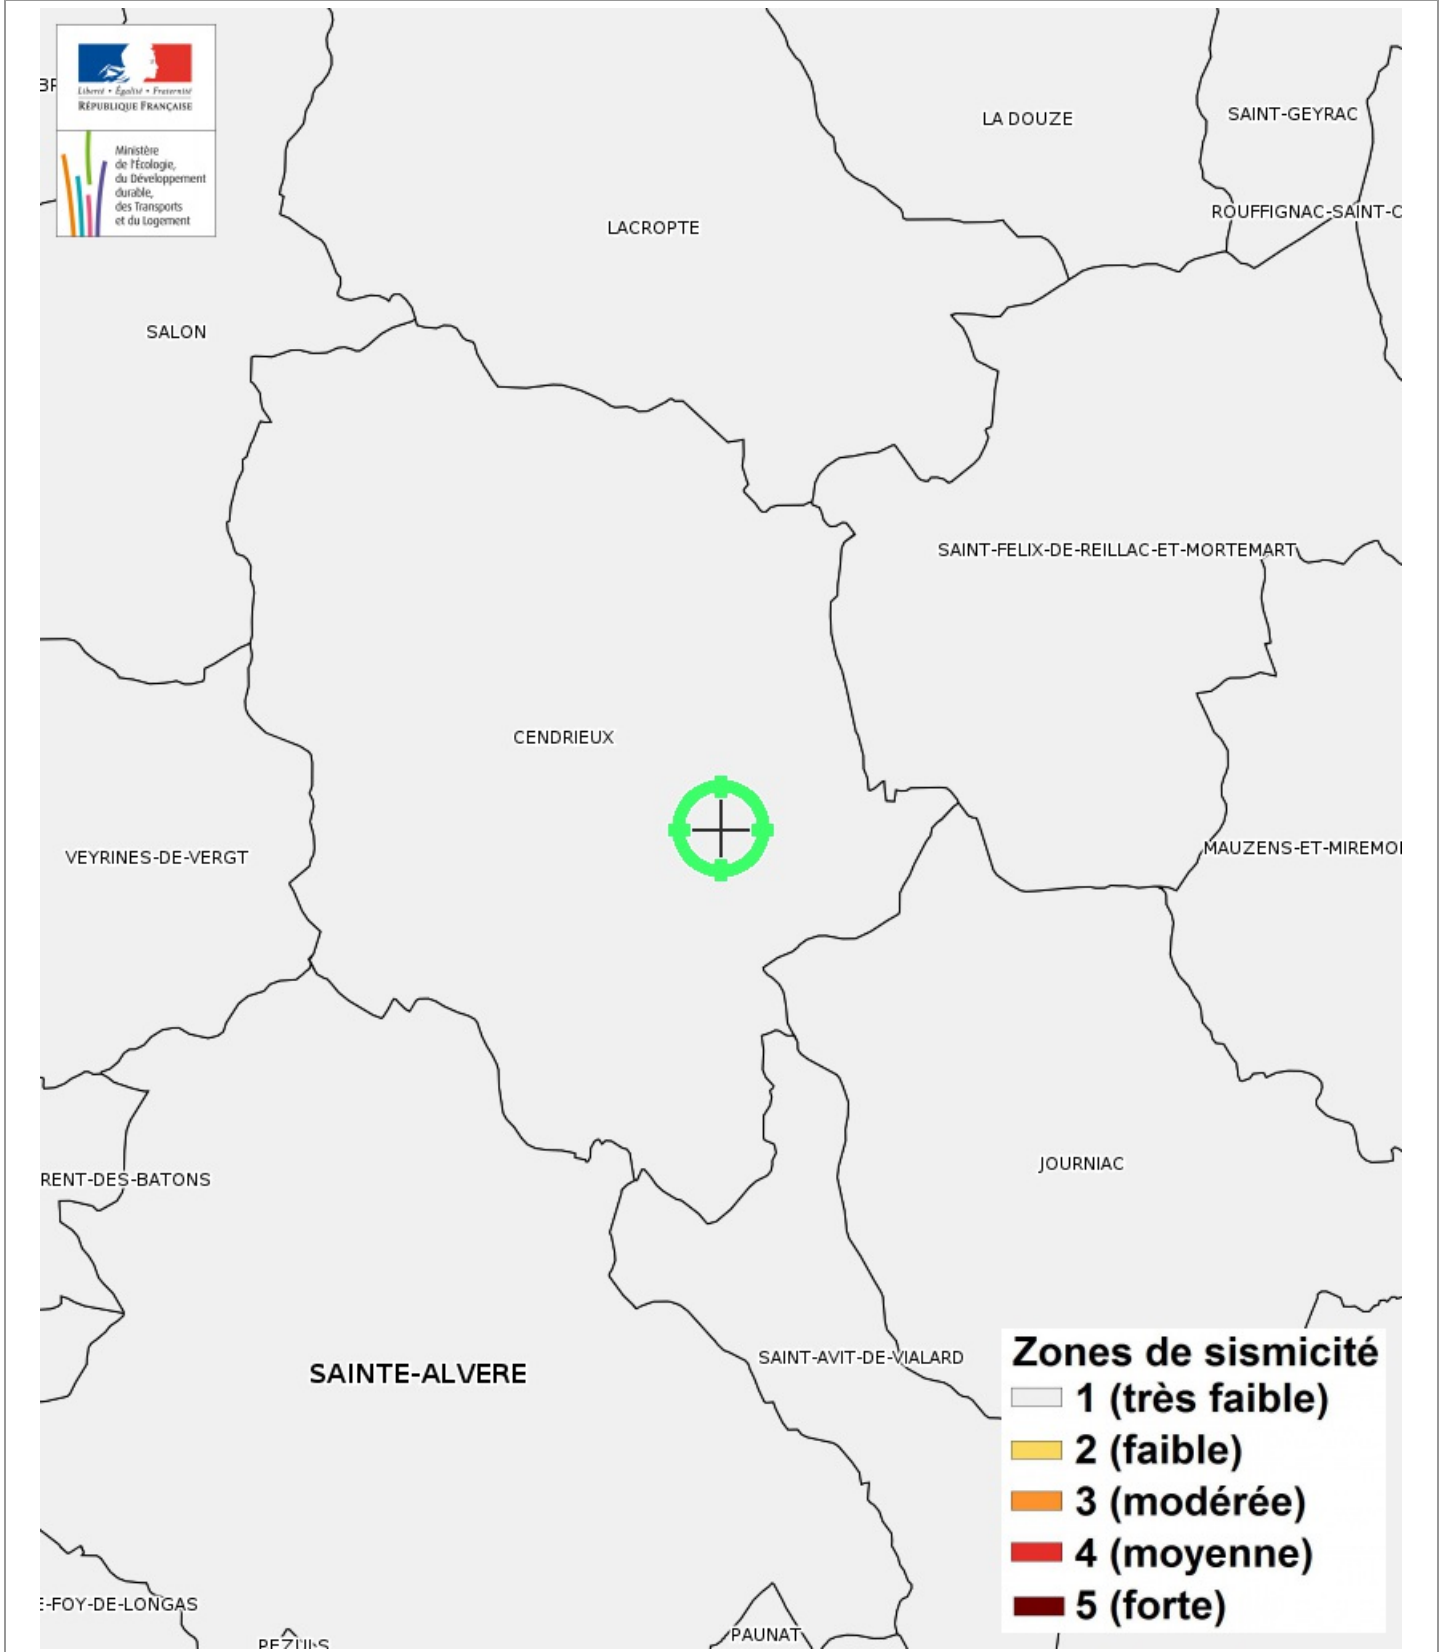 Liberté • Égalité • Fraternité
RÉPUBLIQUE FRANÇAISE
Ministère
de l'Écologie,
du Développement
durable,
des Transports
et du Logement
LA DOUZE
SAINT-GEYRAC
ROUFFIGNAC-SAINT-C
LACROPTE
SALON
SAINT-FELIX-DE-REILLAC-ET-MORTEMART
CENDRIEUX
VEYRINES-DE-VERGT
MAUZENS-ET-MIREMO
JOURNIAC
RENT-DES-BATONS
SAINT-AVIT-DE-VIALARD
SAINTE-ALVERE
Zones de sismicité
1 (très faible)
2 (faible)
3 (modérée)
4 (moyenne)
5 (forte)
E-FOY-DE-LONGAS
PAUNAT
PEZULS